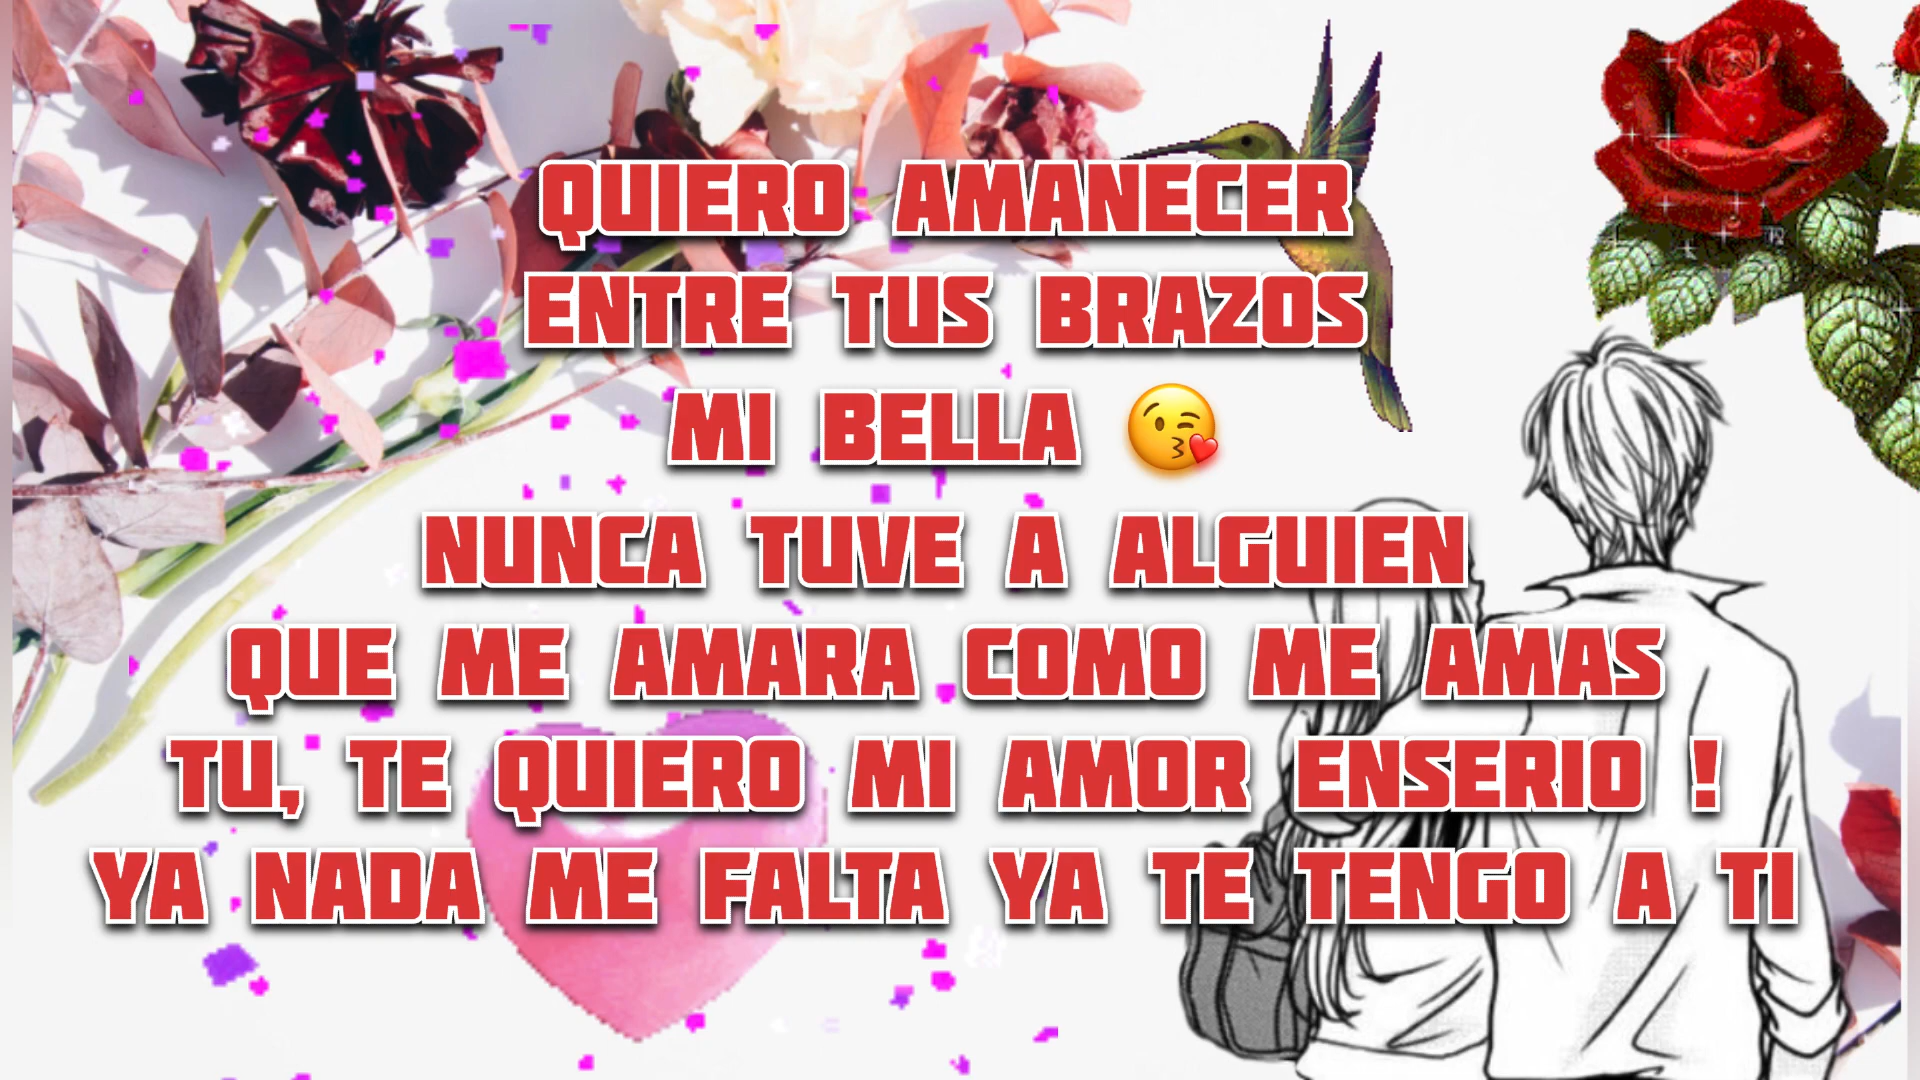 QUIERO AMANECER
ENTRE TUS BRAZOS
MI BELLA 😘
NUNCA TUVE A ALGUIEN
QUE ME AMARA COMO ME AMAS
TU, TE QUIERO MI AMOR ENSERIO !
YA NADA ME FALTA YA TE TENGO A TI